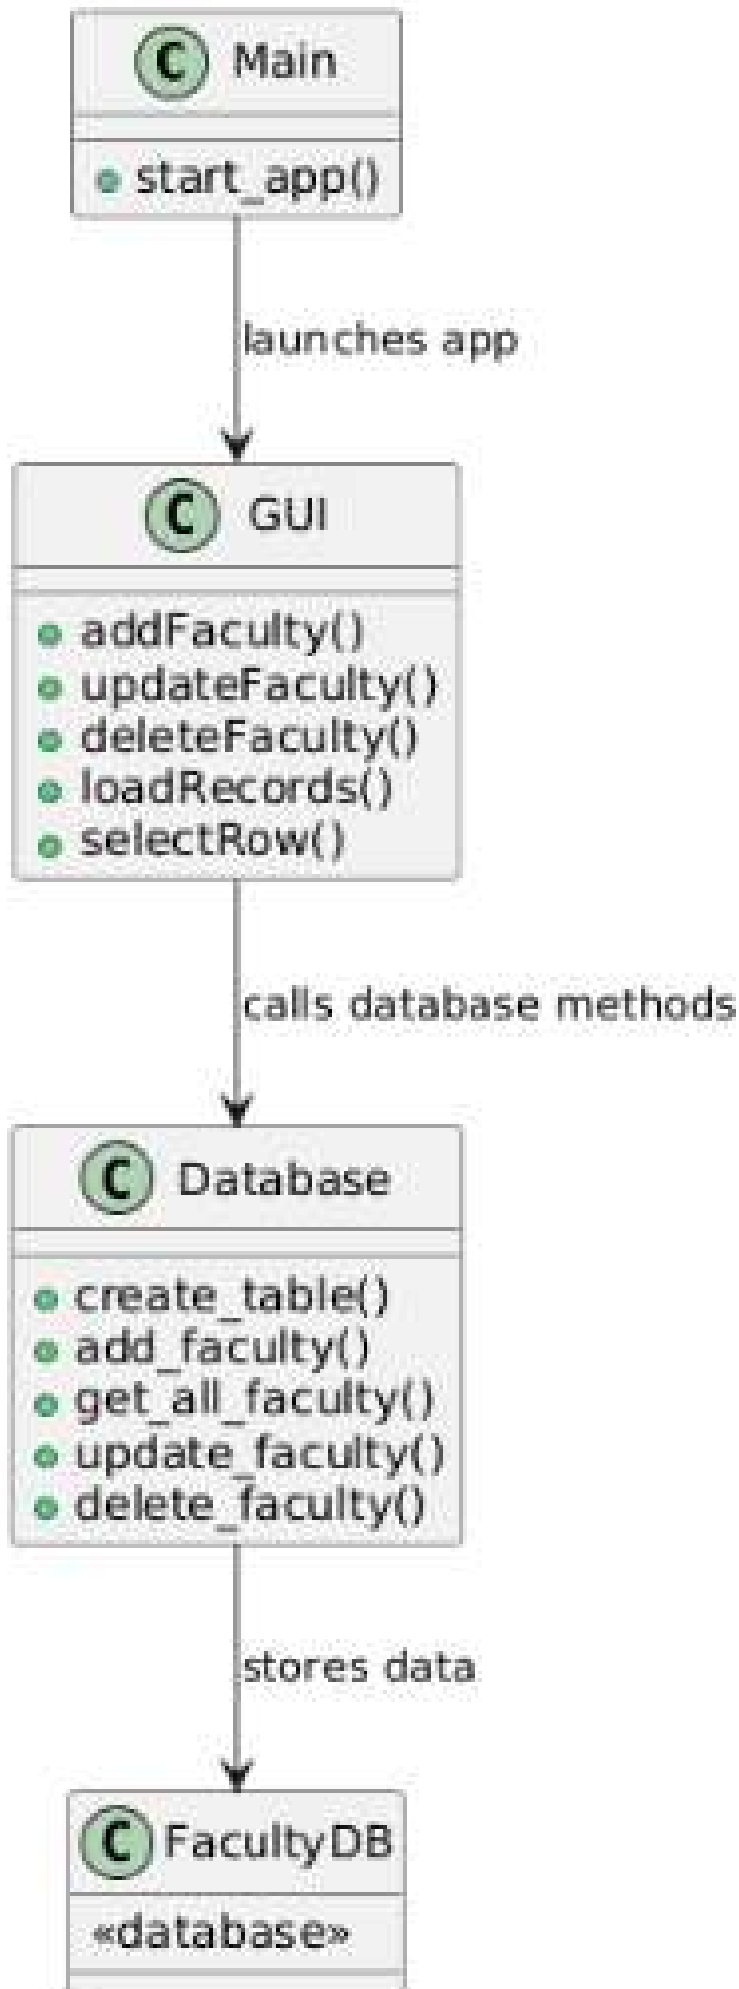 C Main
start_app()
launches app
C GUI
addFaculty()
updateFaculty()
deleteFaculty()
loadRecords()
selectRow()
calls database methods
C Database
create_table()
add_faculty()
get_all_faculty()
update_faculty()
delete_faculty()
stores data
C FacultyDB
«database»